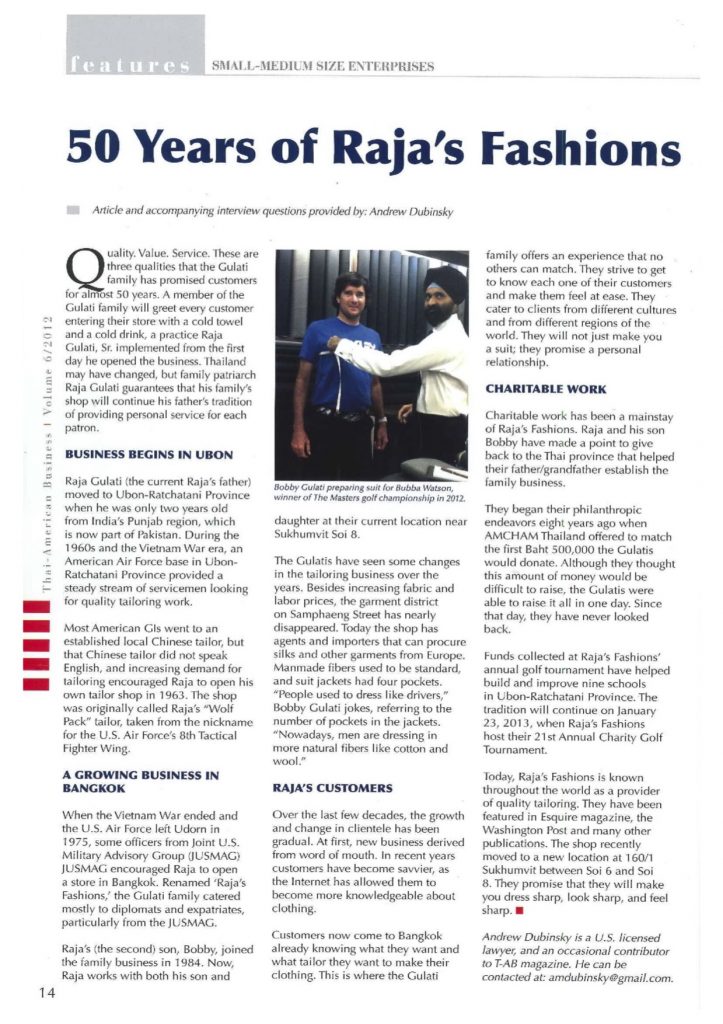 features
SMALL-MEDIUM SIZE ENTERPRISES
50 Years of Raja's Fashions
Article and accompanying interview questions provided by: Andrew Dubinsky
Thai-American Business | Volume 6/2012
Quality. Value. Service. These are
three qualities that the Gulati
family has promised customers
for almost 50 years. A member of the
Gulati family will greet every customer
entering their store with a cold towel
and a cold drink, a practice Raja
Gulati, Sr. implemented from the first
day he opened the business. Thailand
may have changed, but family patriarch
Raja Gulati guarantees that his family's
shop will continue his father's tradition
of providing personal service for each
patron.
BUSINESS BEGINS IN UBON
Raja Gulati (the current Raja's father)
moved to Ubon-Ratchatani Province
when he was only two years old
from India's Punjab region, which
is now part of Pakistan. During the
1960s and the Vietnam War era, an
American Air Force base in Ubon-
Ratchatani Province provided a
steady stream of servicemen looking
for quality tailoring work.
Most American GIs went to an
established local Chinese tailor, but
that Chinese tailor did not speak
English, and increasing demand for
tailoring encouraged Raja to open his
own tailor shop in 1963. The shop
was originally called Raja's "Wolf
Pack" tailor, taken from the nickname
for the U.S. Air Force's 8th Tactical
Fighter Wing.
A GROWING BUSINESS IN
BANGKOK
When the Vietnam War ended and
the U.S. Air Force left Udorn in
1975, some officers from Joint U.S.
Military Advisory Group (JUSMAG)
JUSMAG encouraged Raja to open
a store in Bangkok. Renamed 'Raja's
Fashions,' the Gulati family catered
mostly to diplomats and expatriates,
particularly from the JUSMAG.
Raja's (the second) son, Bobby, joined
the family business in 1984. Now,
Raja works with both his son and
14
Bobby Gulati preparing suit for Bubba Watson,
winner of The Masters golf championship in 2012.
daughter at their current location near
Sukhumvit Soi 8.
The Gulatis have seen some changes
in the tailoring business over the
years. Besides increasing fabric and
labor prices, the garment district
on Samphaeng Street has nearly
disappeared. Today the shop has
agents and importers that can procure
silks and other garments from Europe.
Manmade fibers used to be standard,
and suit jackets had four pockets.
"People used to dress like drivers,"
Bobby Gulati jokes, referring to the
number of pockets in the jackets.
"Nowadays, men are dressing in
more natural fibers like cotton and
wool."
RAJA'S CUSTOMERS
Over the last few decades, the growth
and change in clientele has been
gradual. At first, new business derived
from word of mouth. In recent years
customers have become savvier, as
the Internet has allowed them to
become more knowledgeable about
clothing.
Customers now come to Bangkok
already knowing what they want and
what tailor they want to make their
clothing. This is where the Gulati
family offers an experience that no
others can match. They strive to get
to know each one of their customers
and make them feel at ease. They
cater to clients from different cultures
and from different regions of the
world. They will not just make you
a suit; they promise a personal
relationship.
CHARITABLE WORK
Charitable work has been a mainstay
of Raja's Fashions. Raja and his son
Bobby have made a point to give
back to the Thai province that helped
their father/grandfather establish the
family business.
They began their philanthropic
endeavors eight years ago when
AMCHAM Thailand offered to match
the first Baht 500,000 the Gulatis
would donate. Although they thought
this amount of money would be
difficult to raise, the Gulatis were
able to raise it all in one day. Since
that day, they have never looked
back.
Funds collected at Raja's Fashions'
annual golf tournament have helped
build and improve nine schools
in Ubon-Ratchatani Province. The
tradition will continue on January
23, 2013, when Raja's Fashions
host their 21st Annual Charity Golf
Tournament.
Today, Raja's Fashions is known
throughout the world as a provider
of quality tailoring. They have been
featured in Esquire magazine, the
Washington Post and many other
publications. The shop recently
moved to a new location at 160/1
Sukhumvit between Soi 6 and Soi
8. They promise that they will make
you dress sharp, look sharp, and feel
sharp.
Andrew Dubinsky is a U.S. licensed
lawyer, and an occasional contributor
to T-AB magazine. He can be
contacted at: amdubinsky@gmail.com.